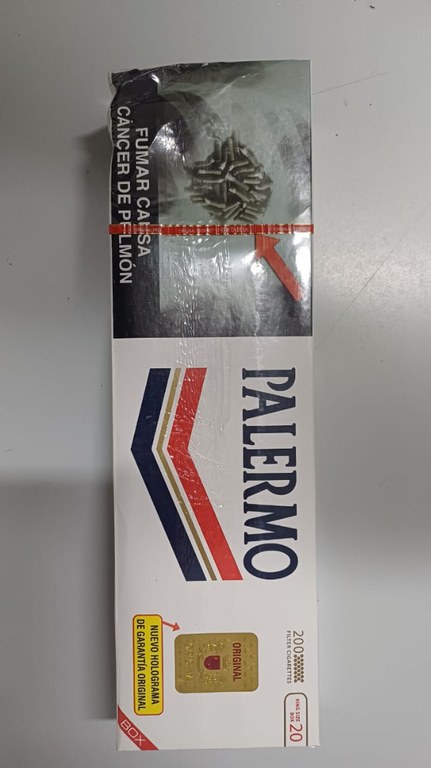 FUMAR CAUSA
CÁNCER DE PULMÓN
PALERMO
200
FILTER CIGARETTES
KING SIZE
BOX 20
ORIGINAL
NUEVO HOLOGRAMA
DE GARANTÍA ORIGINAL
BOX